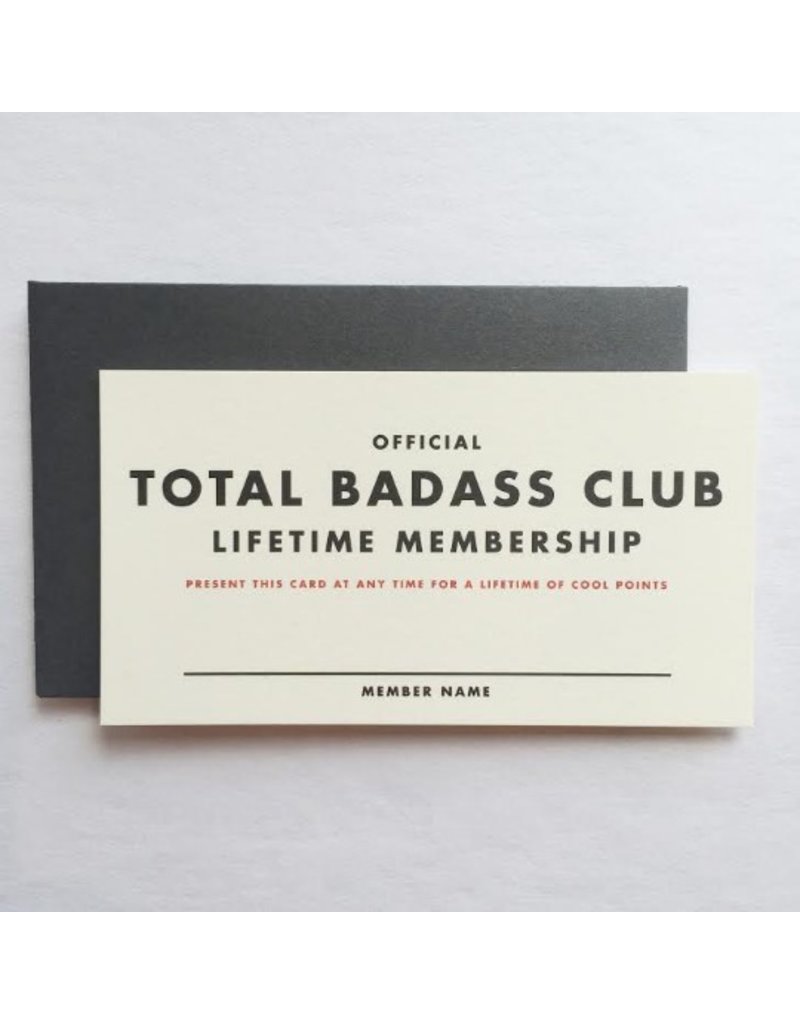 OFFICIAL
TOTAL BADASS CLUB
LIFETIME MEMBERSHIP
PRESENT THIS CARD AT ANY TIME FOR A LIFETIME OF COOL POINTS
MEMBER NAME